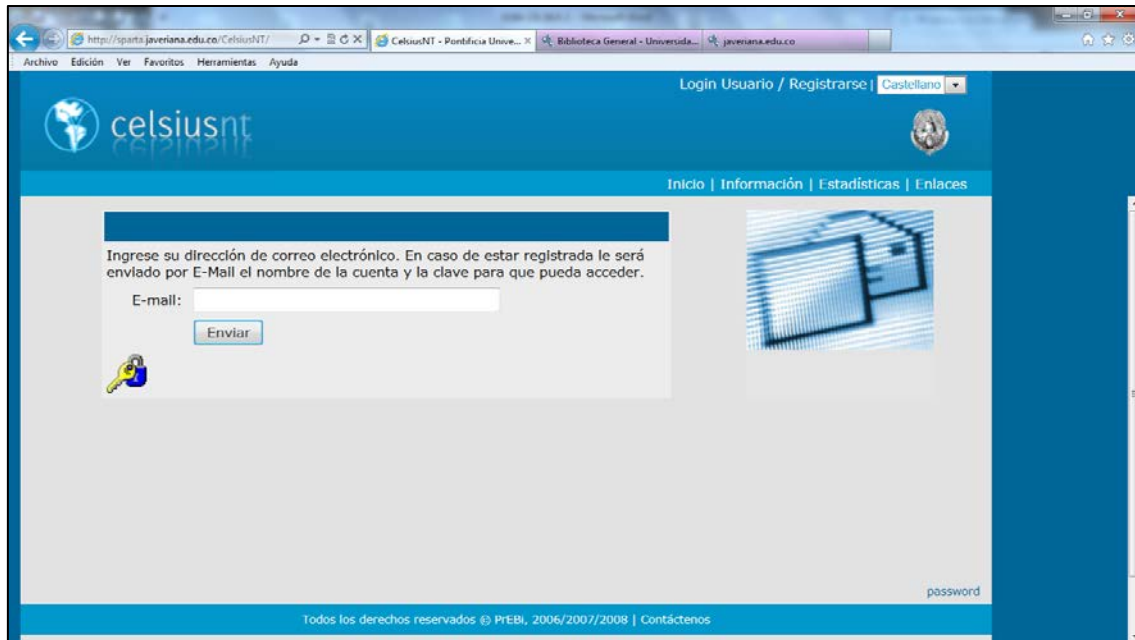 http://sparta.javeriana.edu.co/CelsiusNT/
CelsiusNT - Pontificia Unive...
Biblioteca General - Universida...
javeriana.edu.co
Archivo Edición Ver Favoritos Herramientas Ayuda
Login Usuario / Registrarse | Castellano
celsiusnt
Inicio | Información | Estadísticas | Enlaces
Ingrese su dirección de correo electrónico. En caso de estar registrada le será
enviado por E-Mail el nombre de la cuenta y la clave para que pueda acceder.
E-mail:
Enviar
password
Todos los derechos reservados © PrEBi, 2006/2007/2008 | Contáctenos